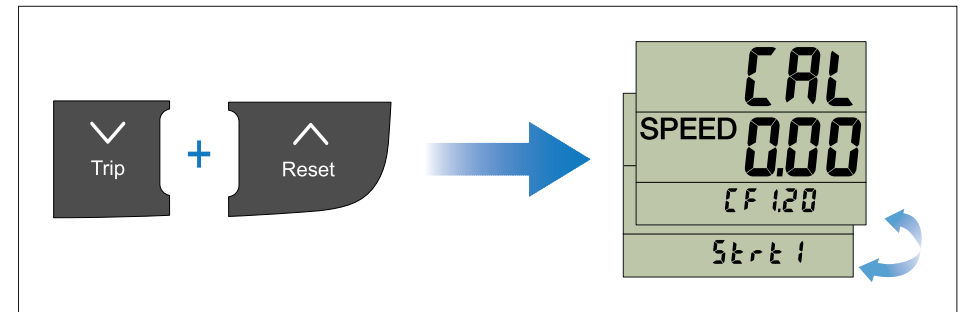 Trip
+
Reset
CAL
SPEED 0.00
CF 1.20
Strt 1